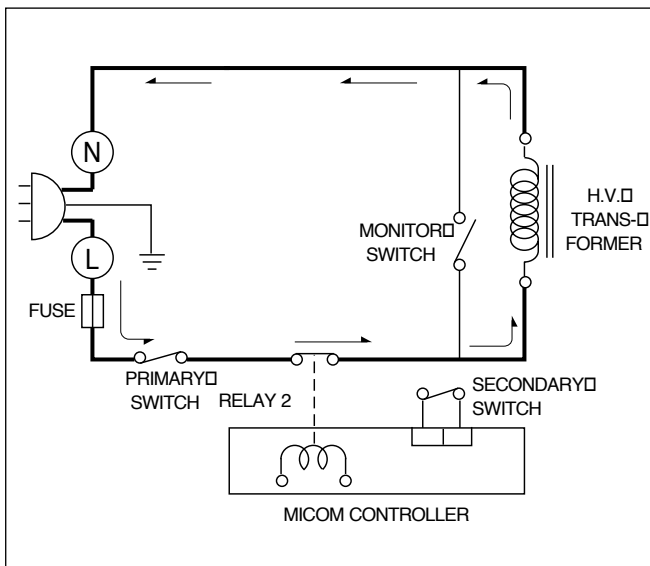 N
H.V.□
TRANS-□
FORMER
MONITOR□
SWITCH
L
FUSE
PRIMARY□
SWITCH
RELAY 2
SECONDARY□
SWITCH
MICOM CONTROLLER